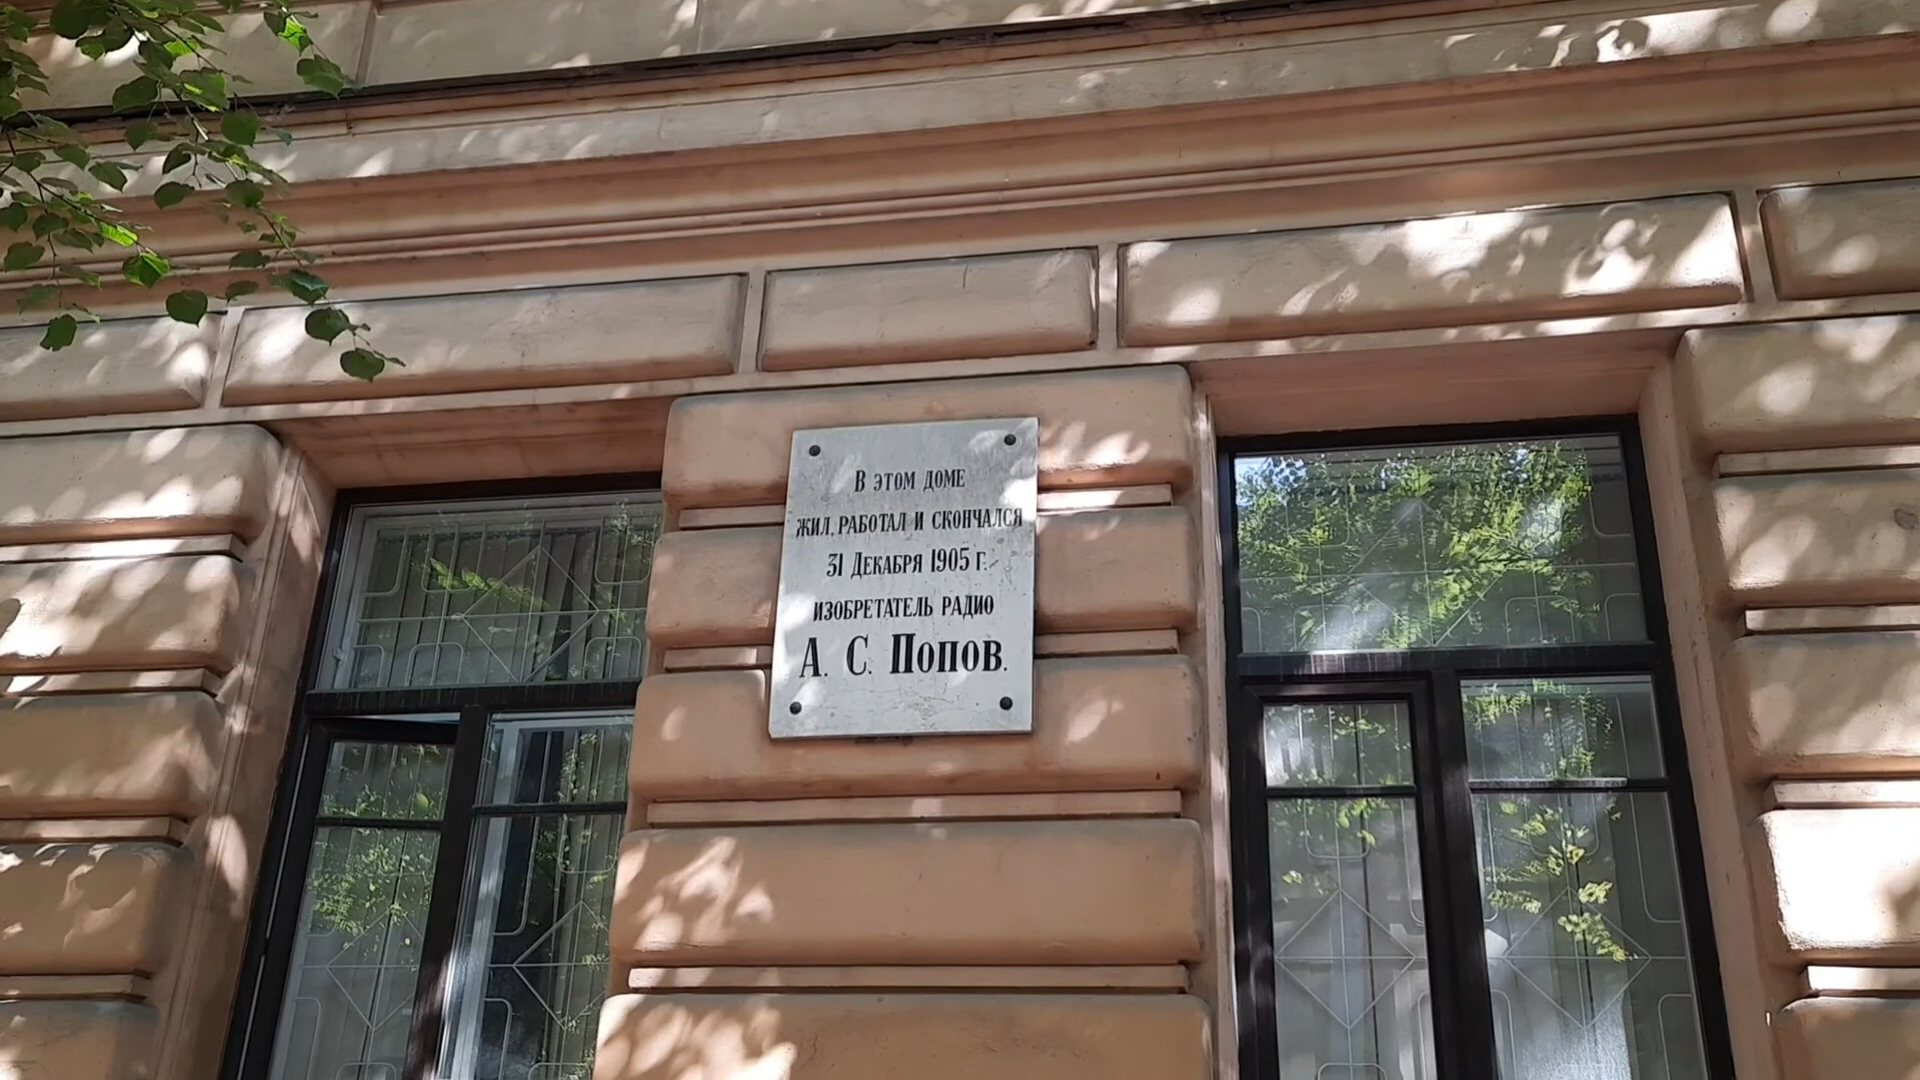 В ЭТОМ ДОМЕ
ЖИЛ, РАБОТАЛ И СКОНЧАЛСЯ
31 ДЕКАБРЯ 1905 Г.
ИЗОБРЕТАТЕЛЬ РАДИО
А. С. ПОПОВ.